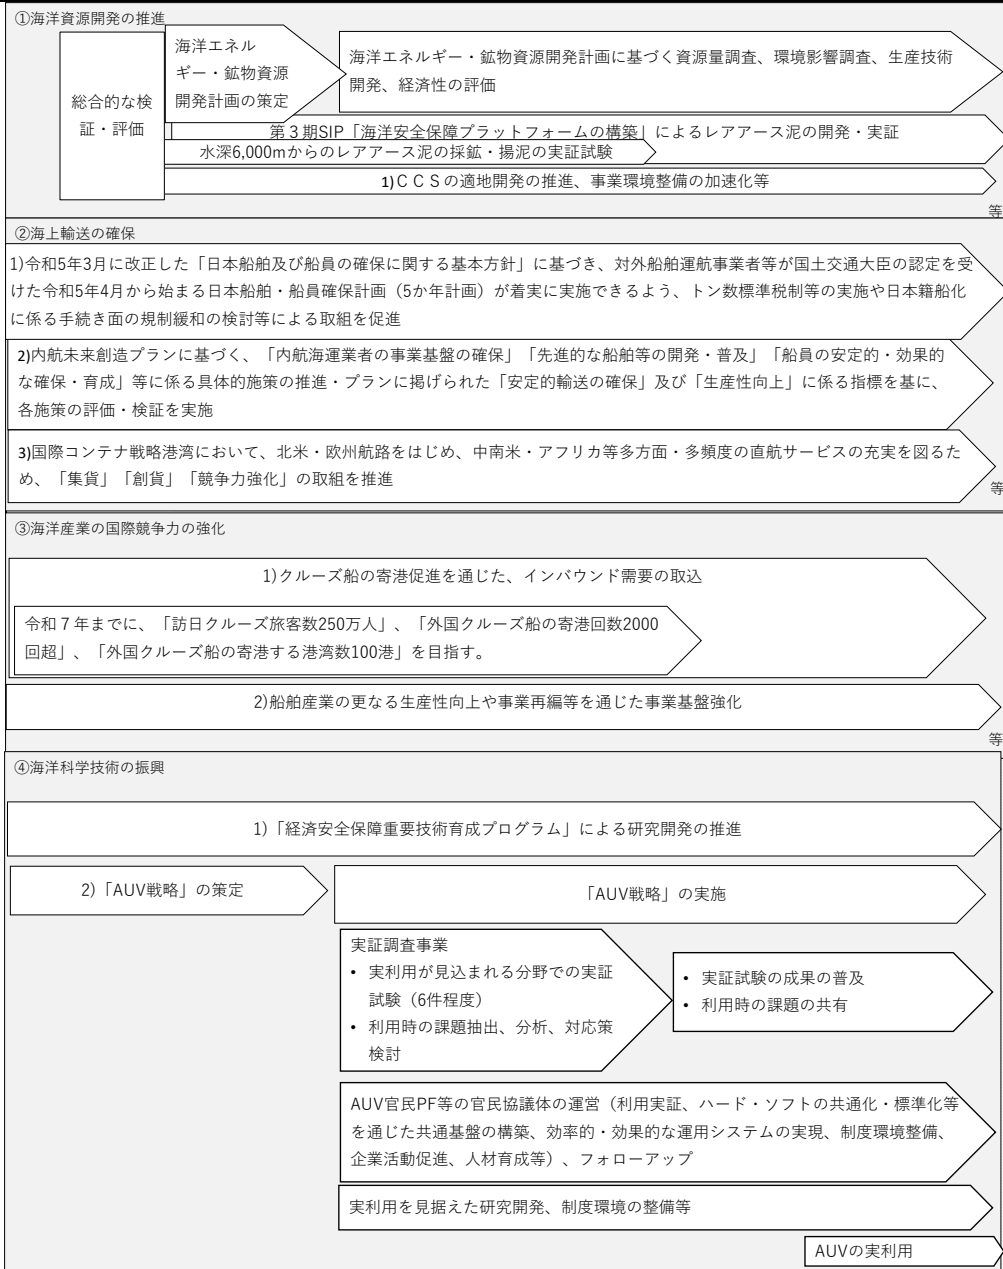 ①海洋資源開発の推進
総合的な検
証・評価
海洋エネル
ギー・鉱物資源
開発計画の策定
海洋エネルギー・鉱物資源開発計画に基づく資源量調査、環境影響調査、生産技術
開発、経済性の評価
第３期SIP「海洋安全保障プラットフォームの構築」によるレアアース泥の開発・実証
水深6,000mからのレアアース泥の採鉱・揚泥の実証試験
1)ＣＣＳの適地開発の推進、事業環境整備の加速化等
等
②海上輸送の確保
1)令和5年3月に改正した「日本船舶及び船員の確保に関する基本方針」に基づき、対外船舶運航事業者等が国土交通大臣の認定を受
けた令和5年4月から始まる日本船舶・船員確保計画（5か年計画）が着実に実施できるよう、トン数標準税制等の実施や日本籍船化
に係る手続き面の規制緩和の検討等による取組を促進
2)内航未来創造プランに基づく、「内航海運業者の事業基盤の確保」「先進的な船舶等の開発・普及」「船員の安定的・効果的
な確保・育成」等に係る具体的施策の推進・プランに掲げられた「安定的輸送の確保」及び「生産性向上」に係る指標を基に、
各施策の評価・検証を実施
3)国際コンテナ戦略港湾において、北米・欧州航路をはじめ、中南米・アフリカ等多方面・多頻度の直航サービスの充実を図るた
め、「集貨」「創貨」「競争力強化」の取組を推進
等
③海洋産業の国際競争力の強化
1)クルーズ船の寄港促進を通じた、インバウンド需要の取込
令和７年までに、「訪日クルーズ旅客数250万人」、「外国クルーズ船の寄港回数2000
回超」、「外国クルーズ船の寄港する港湾数100港」を目指す。
2)船舶産業の更なる生産性向上や事業再編等を通じた事業基盤強化
等
④海洋科学技術の振興
1)「経済安全保障重要技術育成プログラム」による研究開発の推進
2)「AUV戦略」の策定
「AUV戦略」の実施
実証調査事業
• 実利用が見込まれる分野での実証
試験（6件程度）
• 利用時の課題抽出、分析、対応策
検討
• 実証試験の成果の普及
• 利用時の課題の共有
AUV官民PF等の官民協議体の運営（利用実証、ハード・ソフトの共通化・標準化等
を通じた共通基盤の構築、効率的・効果的な運用システムの実現、制度環境整備、
企業活動促進、人材育成等）、フォローアップ
実利用を見据えた研究開発、制度環境の整備等
AUVの実利用